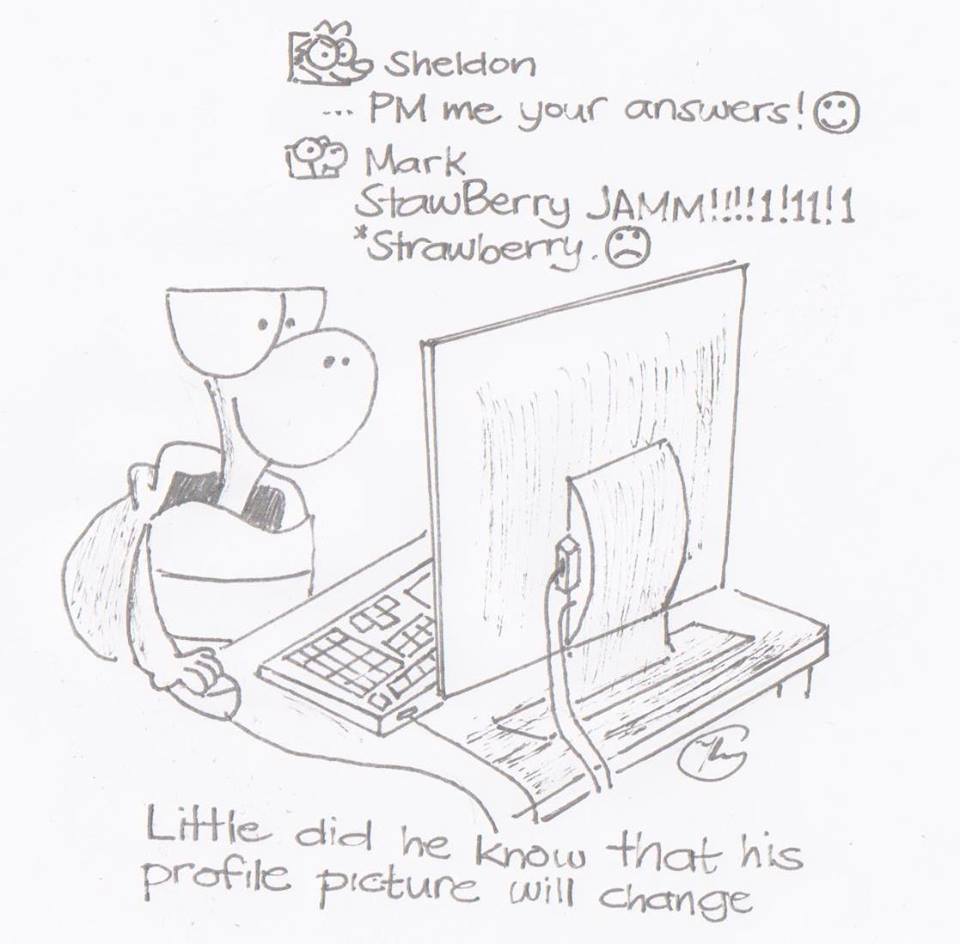 Sheldon
... PM me your answers!
Mark
StawBerry JAMM!!!!1!11!1
*Strawberry.
Little did he know that his
profile picture will change